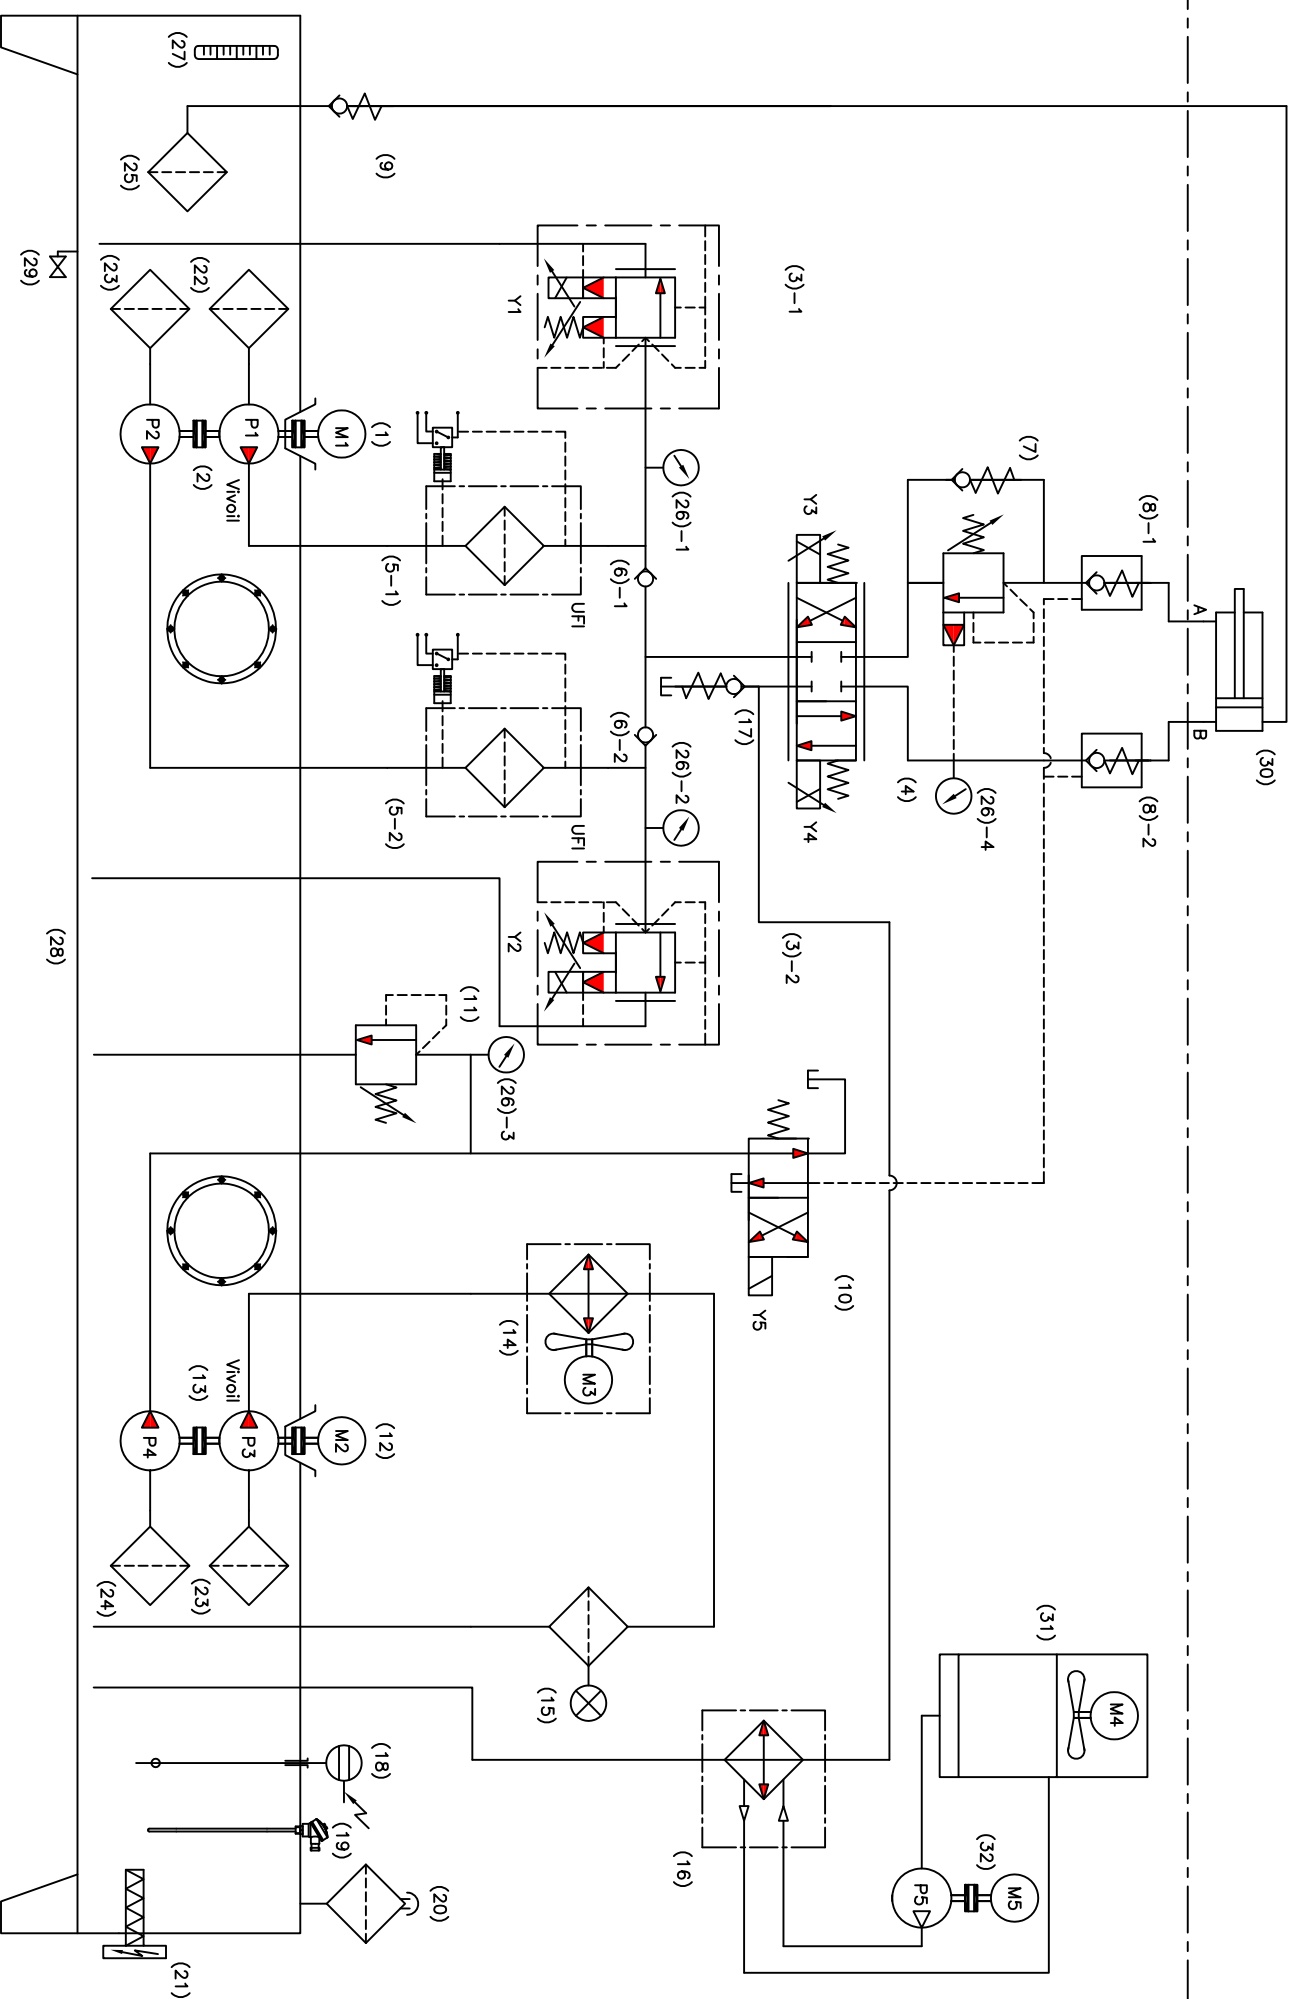 (30)
A
B
(8)-1
(8)-2
(7)
(26)-4
(4)
Y3
Y4
(17)
(3)-1
(3)-2
(26)-1
(26)-2
(6)-1
(6)-2
Y1
Y2
UFI
UFI
(5-1)
(5-2)
(9)
(1)
M1
(2)
P1
Vivoil
P2
(22)
(23)
(25)
(27)
(29)
(28)
(11)
(26)-3
(10)
Y5
(14)
M3
(12)
M2
(13)
Vivoil
P3
P4
(23)
(24)
(15)
(31)
M4
(32)
M5
P5
(16)
(18)
(19)
(20)
(21)